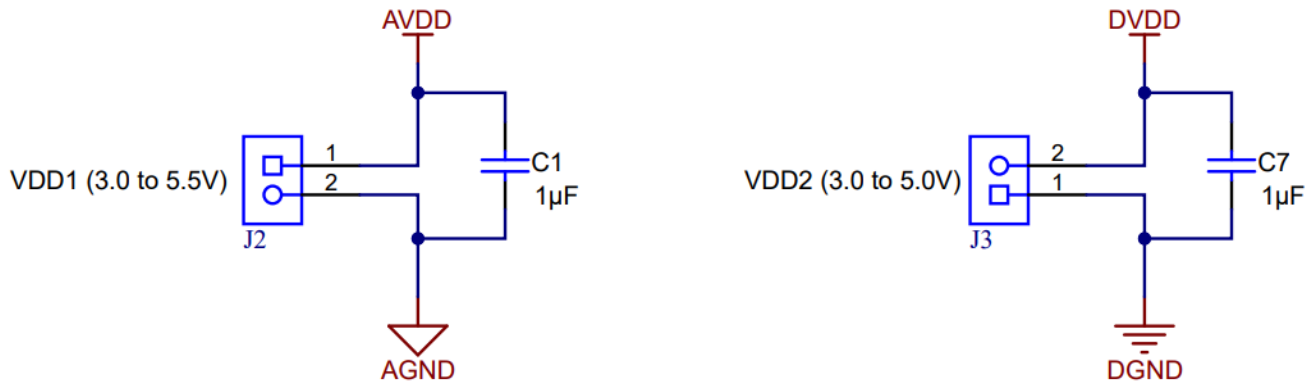 AVDD
1
VDD1 (3.0 to 5.5V)
2
C1
1µF
J2
AGND
DVDD
2
VDD2 (3.0 to 5.0V)
1
C7
1µF
J3
DGND